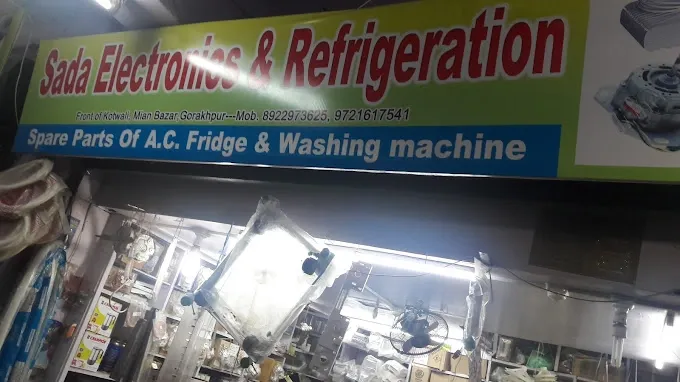 Sada Electronics & Refrigeration
Front of Kotwali, Mian Bazar, Gorakhpur---Mob. 8922973625, 9721617541
Spare Parts Of A.C. Fridge & Washing machine